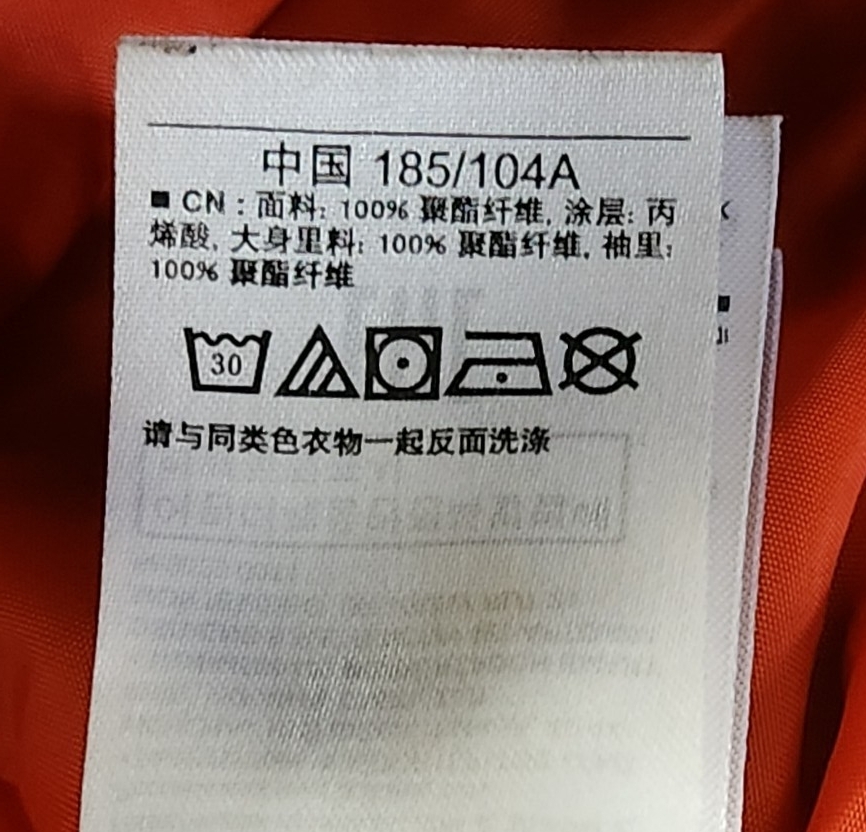 中国 185/104A
■ CN : 面料: 100% 聚酯纤维, 涂层: 丙
烯酸, 大身里料: 100% 聚酯纤维, 袖里:
100% 聚酯纤维
30
请与同类色衣物一起反面洗涤